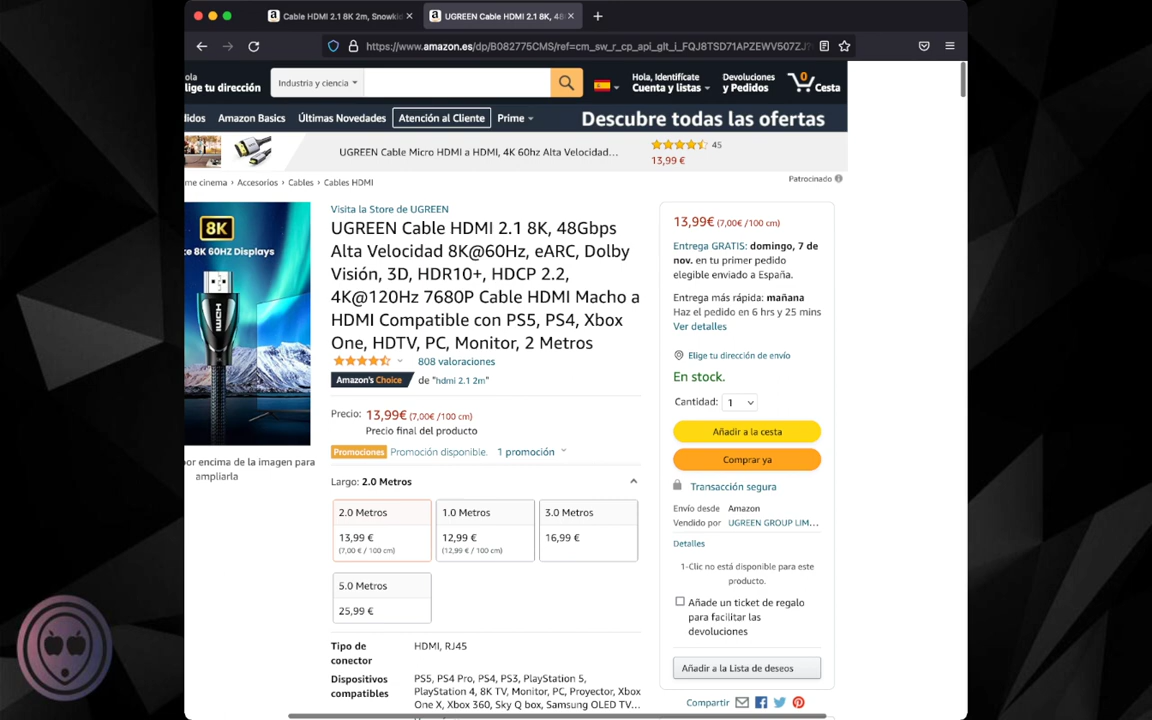 Cable HDMI 2.1 8K 2m, Snowki
UGREEN Cable HDMI 2.1 8K, 48
https://www.amazon.es/dp/B082775CMS/ref=cm_sw_r_cp_api_glt_i_FQJ8TSD71APZEWV507ZJ?
ola
lige tu dirección
Industria y ciencia
Hola, Identifícate
Cuenta y listas
Devoluciones
y Pedidos
0
Cesta
didos
Amazon Basics
Últimas Novedades
Atención al Cliente
Prime
Descubre todas las ofertas
UGREEN Cable Micro HDMI a HDMI, 4K 60hz Alta Velocidad...
45
13,99 €
Patrocinado
me cinema › Accesorios › Cables › Cables HDMI
8K
te 8K 60Hz Displays
HDMI
por encima de la imagen para
ampliarla
Visita la Store de UGREEN
UGREEN Cable HDMI 2.1 8K, 48Gbps
Alta Velocidad 8K@60Hz, eARC, Dolby
Visión, 3D, HDR10+, HDCP 2.2,
4K@120Hz 7680P Cable HDMI Macho a
HDMI Compatible con PS5, PS4, Xbox
One, HDTV, PC, Monitor, 2 Metros
808 valoraciones
Amazon's Choice de "hdmi 2.1 2m"
Precio: 13,99€ (7,00€ /100 cm)
Precio final del producto
Promociones Promoción disponible. 1 promoción
Largo: 2.0 Metros
2.0 Metros
13,99 €
(7,00 € / 100 cm)
1.0 Metros
12,99 €
(12,99 € / 100 cm)
3.0 Metros
16,99 €
5.0 Metros
25,99 €
Tipo de
conector
HDMI, RJ45
Dispositivos
compatibles
PS5, PS4 Pro, PS4, PS3, PlayStation 5,
PlayStation 4, 8K TV, Monitor, PC, Proyector, Xbox
One X, Xbox 360, Sky Q box, Samsung OLED TV...
13,99€ (7,00€ /100 cm)
Entrega GRATIS: domingo, 7 de
nov. en tu primer pedido
elegible enviado a España.
Entrega más rápida: mañana
Haz el pedido en 6 hrs y 25 mins
Ver detalles
Elige tu dirección de envío
En stock.
Cantidad: 1
Añadir a la cesta
Comprar ya
Transacción segura
Envío desde Amazon
Vendido por UGREEN GROUP LIM...
Detalles
1-Clic no está disponible para este
producto.
Añade un ticket de regalo
para facilitar las
devoluciones
Añadir a la Lista de deseos
Compartir